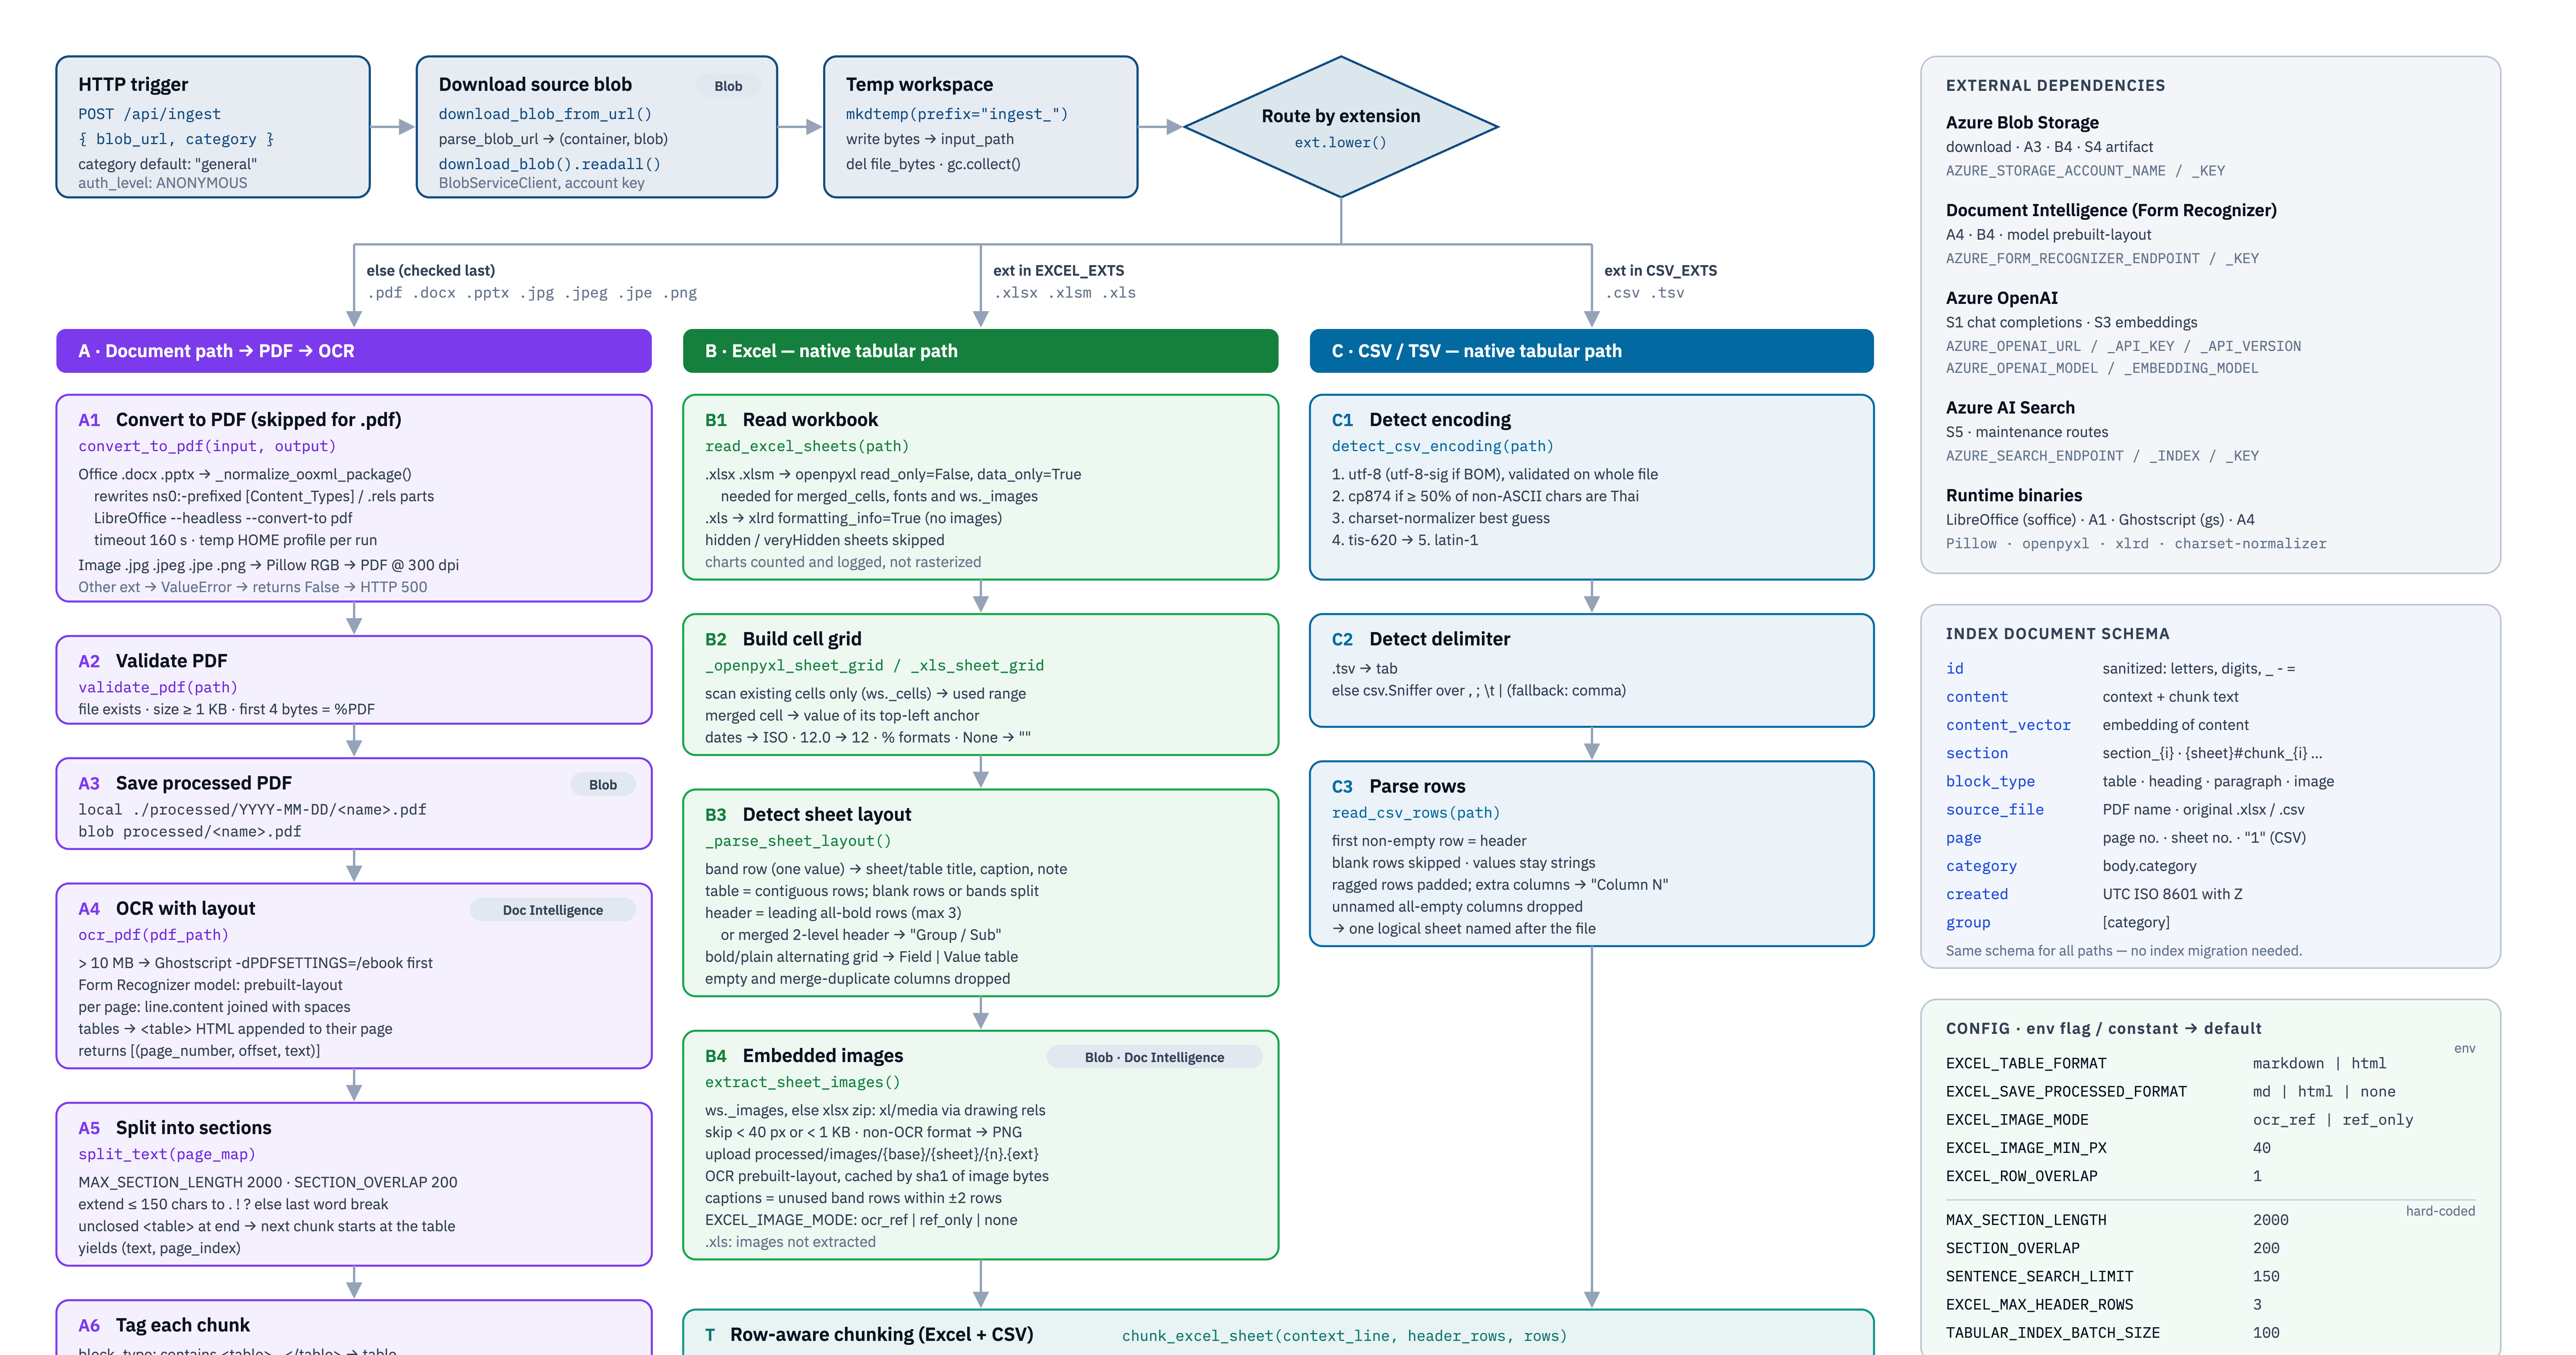 HTTP trigger
POST /api/ingest
{ blob_url, category }
category default: "general"
auth_level: ANONYMOUS
Download source blob
Blob
download_blob_from_url()
parse_blob_url → (container, blob)
download_blob().readall()
BlobServiceClient, account key
Temp workspace
mkdtemp(prefix="ingest_")
write bytes → input_path
del file_bytes · gc.collect()
Route by extension
ext.lower()
else (checked last)
.pdf .docx .pptx .jpg .jpeg .jpe .png
ext in EXCEL_EXTS
.xlsx .xlsm .xls
ext in CSV_EXTS
.csv .tsv
A · Document path → PDF → OCR
A1 Convert to PDF (skipped for .pdf)
convert_to_pdf(input, output)
Office .docx .pptx → _normalize_ooxml_package()
rewrites ns0:-prefixed [Content_Types] / .rels parts
LibreOffice --headless --convert-to pdf
timeout 160 s · temp HOME profile per run
Image .jpg .jpeg .jpe .png → Pillow RGB → PDF @ 300 dpi
Other ext → ValueError → returns False → HTTP 500
A2 Validate PDF
validate_pdf(path)
file exists · size ≥ 1 KB · first 4 bytes = %PDF
A3 Save processed PDF
Blob
local ./processed/YYYY-MM-DD/<name>.pdf
blob processed/<name>.pdf
A4 OCR with layout
Doc Intelligence
ocr_pdf(pdf_path)
> 10 MB → Ghostscript -dPDFSETTINGS=/ebook first
Form Recognizer model: prebuilt-layout
per page: line.content joined with spaces
tables → <table> HTML appended to their page
returns [(page_number, offset, text)]
A5 Split into sections
split_text(page_map)
MAX_SECTION_LENGTH 2000 · SECTION_OVERLAP 200
extend ≤ 150 chars to . ! ? else last word break
unclosed <table> at end → next chunk starts at the table
yields (text, page_index)
A6 Tag each chunk
B · Excel — native tabular path
B1 Read workbook
read_excel_sheets(path)
.xlsx .xlsm → openpyxl read_only=False, data_only=True
needed for merged_cells, fonts and ws._images
.xls → xlrd formatting_info=True (no images)
hidden / veryHidden sheets skipped
charts counted and logged, not rasterized
B2 Build cell grid
_openpyxl_sheet_grid / _xls_sheet_grid
scan existing cells only (ws._cells) → used range
merged cell → value of its top-left anchor
dates → ISO · 12.0 → 12 · % formats · None → ""
B3 Detect sheet layout
_parse_sheet_layout()
band row (one value) → sheet/table title, caption, note
table = contiguous rows; blank rows or bands split
header = leading all-bold rows (max 3)
or merged 2-level header → "Group / Sub"
bold/plain alternating grid → Field | Value table
empty and merge-duplicate columns dropped
B4 Embedded images
Blob · Doc Intelligence
extract_sheet_images()
ws._images, else xlsx zip: xl/media via drawing rels
skip < 40 px or < 1 KB · non-OCR format → PNG
upload processed/images/{base}/{sheet}/{n}.{ext}
OCR prebuilt-layout, cached by sha1 of image bytes
captions = unused band rows within ±2 rows
EXCEL_IMAGE_MODE: ocr_ref | ref_only | none
.xls: images not extracted
C · CSV / TSV — native tabular path
C1 Detect encoding
detect_csv_encoding(path)
1. utf-8 (utf-8-sig if BOM), validated on whole file
2. cp874 if ≥ 50% of non-ASCII chars are Thai
3. charset-normalizer best guess
4. tis-620 → 5. latin-1
C2 Detect delimiter
.tsv → tab
else csv.Sniffer over , ; \t | (fallback: comma)
C3 Parse rows
read_csv_rows(path)
first non-empty row = header
blank rows skipped · values stay strings
ragged rows padded; extra columns → "Column N"
unnamed all-empty columns dropped
→ one logical sheet named after the file
T Row-aware chunking (Excel + CSV) chunk_excel_sheet(context_line, header_rows, rows)
EXTERNAL DEPENDENCIES
Azure Blob Storage
download · A3 · B4 · S4 artifact
AZURE_STORAGE_ACCOUNT_NAME / _KEY
Document Intelligence (Form Recognizer)
A4 · B4 · model prebuilt-layout
AZURE_FORM_RECOGNIZER_ENDPOINT / _KEY
Azure OpenAI
S1 chat completions · S3 embeddings
AZURE_OPENAI_URL / _API_KEY / _API_VERSION
AZURE_OPENAI_MODEL / _EMBEDDING_MODEL
Azure AI Search
S5 · maintenance routes
AZURE_SEARCH_ENDPOINT / _INDEX / _KEY
Runtime binaries
LibreOffice (soffice) · A1 · Ghostscript (gs) · A4
Pillow · openpyxl · xlrd · charset-normalizer
INDEX DOCUMENT SCHEMA
id sanitized: letters, digits, _ - =
content context + chunk text
content_vector embedding of content
section section_{i} · {sheet}#chunk_{i} ...
block_type table · heading · paragraph · image
source_file PDF name · original .xlsx / .csv
page page no. · sheet no. · "1" (CSV)
category body.category
created UTC ISO 8601 with Z
group [category]
Same schema for all paths — no index migration needed.
CONFIG · env flag / constant → default
env
EXCEL_TABLE_FORMAT markdown | html
EXCEL_SAVE_PROCESSED_FORMAT md | html | none
EXCEL_IMAGE_MODE ocr_ref | ref_only
EXCEL_IMAGE_MIN_PX 40
EXCEL_ROW_OVERLAP 1
hard-coded
MAX_SECTION_LENGTH 2000
SECTION_OVERLAP 200
SENTENCE_SEARCH_LIMIT 150
EXCEL_MAX_HEADER_ROWS 3
TABULAR_INDEX_BATCH_SIZE 100